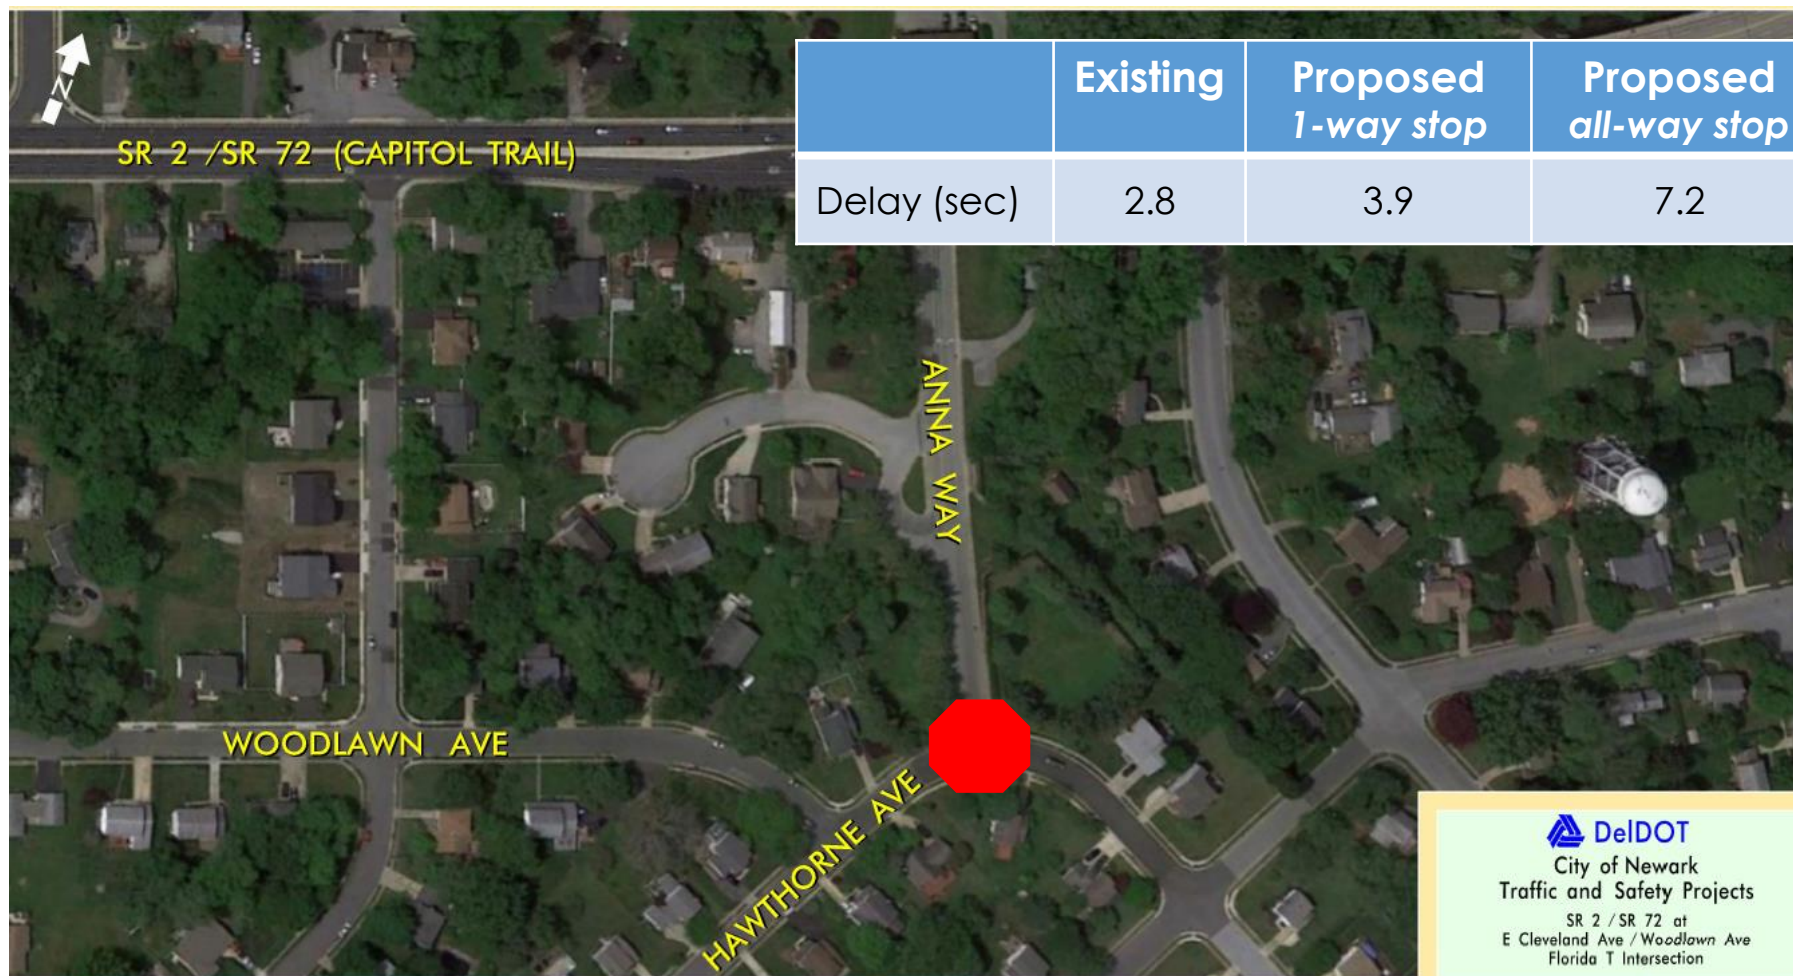 N
SR 2 / SR 72 (CAPITOL TRAIL)
Existing
Proposed
1-way stop
Proposed
all-way stop
Delay (sec)
2.8
3.9
7.2
ANNA WAY
WOODLAWN AVE
HAWTHORNE AVE
DelDOT
City of Newark
Traffic and Safety Projects
SR 2 / SR 72 at
E Cleveland Ave / Woodlawn Ave
Florida T Intersection